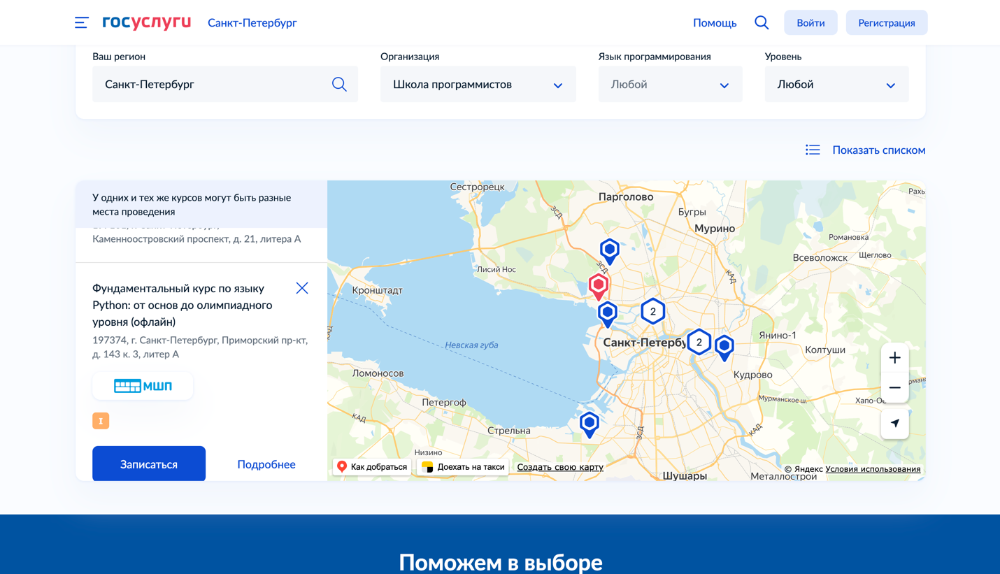 госуслуги
Санкт-Петербург
Помощь
Войти
Регистрация
Ваш регион
Организация
Язык программирования
Уровень
Санкт-Петербург
Школа программистов
Любой
Любой
Показать списком
У одних и тех же курсов могут быть разные
места проведения
Каменноостровский проспект, д. 21, литера А
Фундаментальный курс по языку
Python: от основ до олимпиадного
уровня (офлайн)
197374, г. Санкт-Петербург, Приморский пр-кт,
д. 143 к. 3, литер А
МШП
I
Записаться
Подробнее
Сестрорецк
Парголово
Рахь
ЗСД
Бугры
Мурино
Романовка
Щеглово
Всеволожск
Лисий Нос
ЗСД
КАД
Кронштадт
2
КАД
Янино-1
Санкт-Петербу
2
Невская губа
Колтуши
+
Ломоносов
Кудрово
−
Петергоф
Мурманское ш.
Хапо-Ое
КАД
Стрельна
ЗСД
КАД
Низино
Как добраться
Доехать на такси
Создать свою карту
© Яндекс Условия использования
Шушары
Металлострой
Поможем в выборе